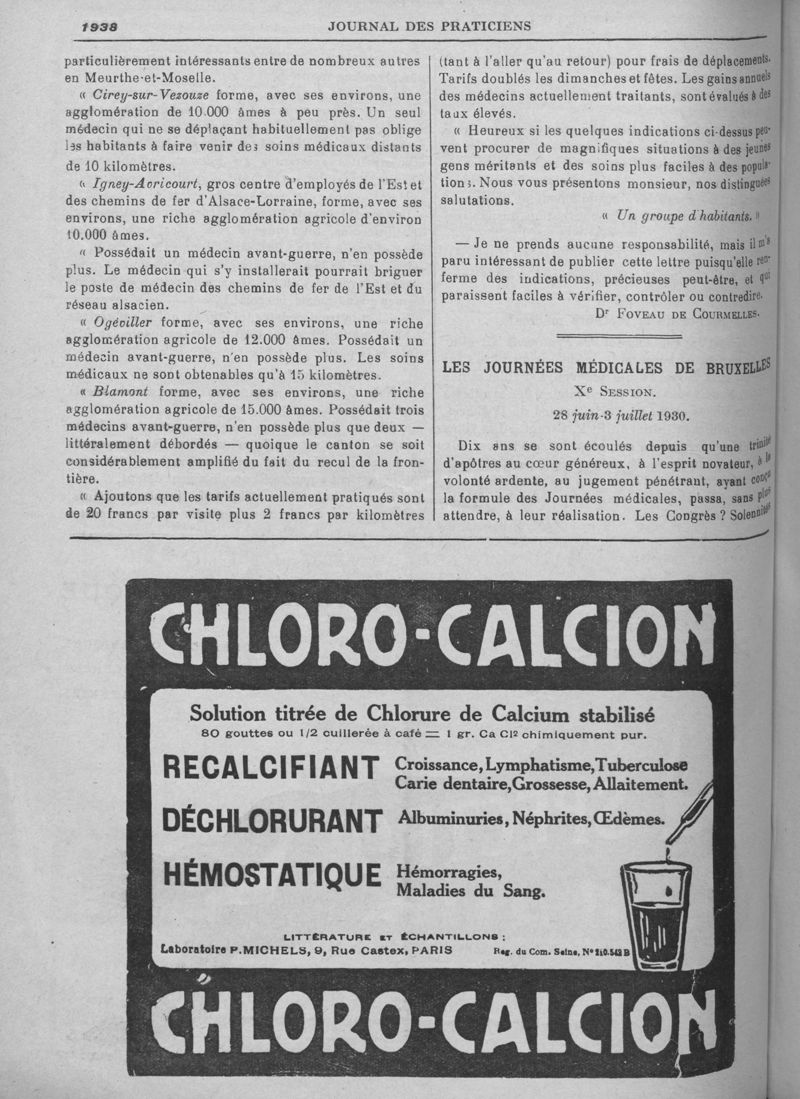 1938
JOURNAL DES PRATICIENS
particulièrement intéressants entre de nombreux autres
en Meurthe-et-Moselle.
« Cirey-sur-Vezouze forme, avec ses environs, une
agglomération de 10.000 âmes à peu près. Un seul
médecin qui ne se déplaçant habituellement pas oblige
les habitants à faire venir des soins médicaux distants
de 10 kilomètres.
« Igney-Avricourt, gros centre d'employés de l'Est et
des chemins de fer d'Alsace-Lorraine, forme, avec ses
environs, une riche agglomération agricole d'environ
10.000 âmes.
« Possédait un médecin avant-guerre, n'en possède
plus. Le médecin qui s'y installerait pourrait briguer
le poste de médecin des chemins de fer de l'Est et du
réseau alsacien.
« Ogéviller forme, avec ses environs, une riche
agglomération agricole de 12.000 âmes. Possédait un
médecin avant-guerre, n'en possède plus. Les soins
médicaux ne sont obtenables qu'à 15 kilomètres.
« Blamont forme, avec ses environs, une riche
agglomération agricole de 15.000 âmes. Possédait trois
médecins avant-guerre, n'en possède plus que deux —
littéralement débordés — quoique le canton se soit
considérablement amplifié du fait du recul de la fron-
tière.
« Ajoutons que les tarifs actuellement pratiqués sont
de 20 francs par visite plus 2 francs par kilomètres
(tant à l'aller qu'au retour) pour frais de déplacements.
Tarifs doublés les dimanches et fêtes. Les gains annuels
des médecins actuellement traitants, sont évalués à des
taux élevés.
« Heureux si les quelques indications ci-dessus peu-
vent procurer de magnifiques situations à des jeunes
gens méritants et des soins plus faciles à des popula-
tions. Nous vous présentons monsieur, nos distinguées
salutations.
« Un groupe d'habitants. »
— Je ne prends aucune responsabilité, mais il m'a
paru intéressant de publier cette lettre puisqu'elle ren-
ferme des indications, précieuses peut-être, et qui
paraissent faciles à vérifier, contrôler ou contredire.
Dr FOVEAU DE COURMELLES.
LES JOURNÉES MÉDICALES DE BRUXELLES
Xe SESSION.
28 juin-3 juillet 1930.
Dix ans se sont écoulés depuis qu'une trinité
d'apôtres au cœur généreux, à l'esprit novateur, à la
volonté ardente, au jugement pénétrant, ayant conçu
la formule des Journées médicales, passa, sans plus
attendre, à leur réalisation. Les Congrès ? Solennités
CHLORO-CALCION
Solution titrée de Chlorure de Calcium stabilisé
80 gouttes ou 1/2 cuillerée à café = 1 gr. Ca Cl² chimiquement pur.
RECALCIFIANT Croissance, Lymphatisme, Tuberculose
Carie dentaire, Grossesse, Allaitement.
DÉCHLORURANT Albuminuries, Néphrites, Œdèmes.
HÉMOSTATIQUE Hémorragies,
Maladies du Sang.
LITTÉRATURE ET ÉCHANTILLONS :
Laboratoire P. MICHELS, 9, Rue Castex, PARIS Reg. du Com. Seine, N° 210.542 B
CHLORO-CALCION